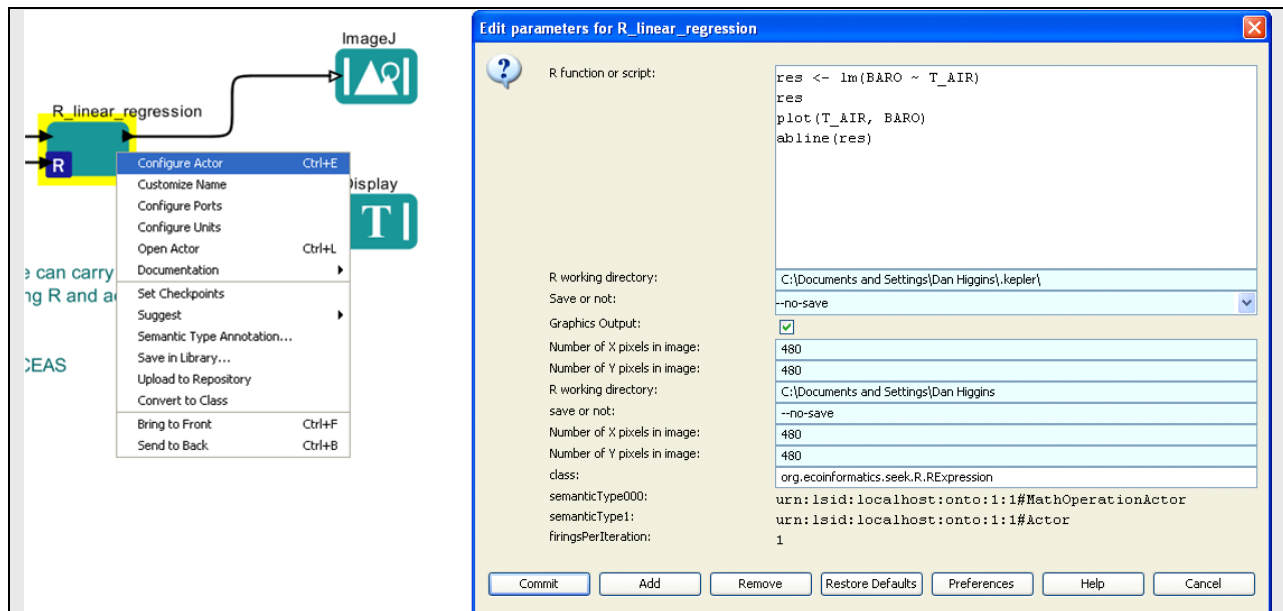 ImageJ
R_linear_regression
R
Configure Actor Ctrl+E
Customize Name
Configure Ports
Configure Units
Open Actor Ctrl+L
Documentation
Set Checkpoints
Suggest
Semantic Type Annotation...
Save in Library...
Upload to Repository
Convert to Class
Bring to Front Ctrl+F
Send to Back Ctrl+B
Display
T
e can carry
ng R and a
CEAS
Edit parameters for R_linear_regression
R function or script:
res <- lm(BARO ~ T_AIR)
res
plot(T_AIR, BARO)
abline(res)
R working directory: C:\Documents and Settings\Dan Higgins\.kepler\
Save or not: --no-save
Graphics Output:
Number of X pixels in image: 480
Number of Y pixels in image: 480
R working directory: C:\Documents and Settings\Dan Higgins
save or not: --no-save
Number of X pixels in image: 480
Number of Y pixels in image: 480
class: org.ecoinformatics.seek.R.RExpression
semanticType000: urn:lsid:localhost:onto:1:1#MathOperationActor
semanticType1: urn:lsid:localhost:onto:1:1#Actor
firingsPerIteration: 1
Commit Add Remove Restore Defaults Preferences Help Cancel